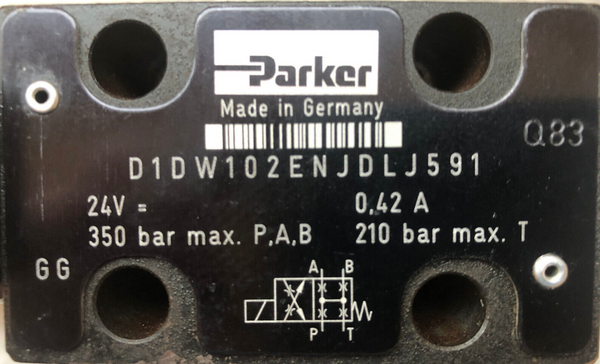 Parker
Made in Germany
Q83
D1DW102ENJDLJ591
24V = 0,42 A
350 bar max. P,A,B 210 bar max. T
GG
A B
P T